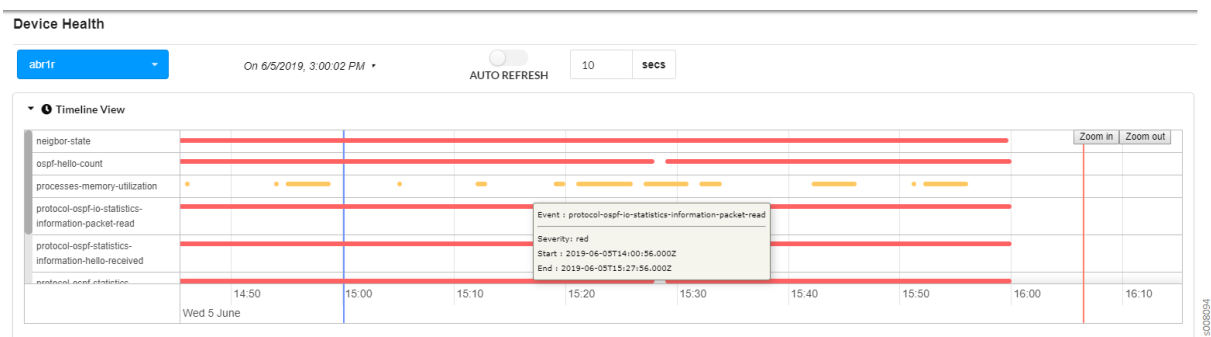 Device Health
abr1r
On 6/5/2019, 3:00:02 PM
AUTO REFRESH
10
secs
Timeline View
Zoom in
Zoom out
neigbor-state
ospf-hello-count
processes-memory-utilization
protocol-ospf-io-statistics-
information-packet-read
protocol-ospf-statistics-
information-hello-received
protocol-ospf-statistics
Event : protocol-ospf-io-statistics-information-packet-read
Severity: red
Start : 2019-06-05T14:00:56.000Z
End : 2019-06-05T15:27:56.000Z
14:50
15:00
15:10
15:20
15:30
15:40
15:50
16:00
16:10
Wed 5 June
s008094